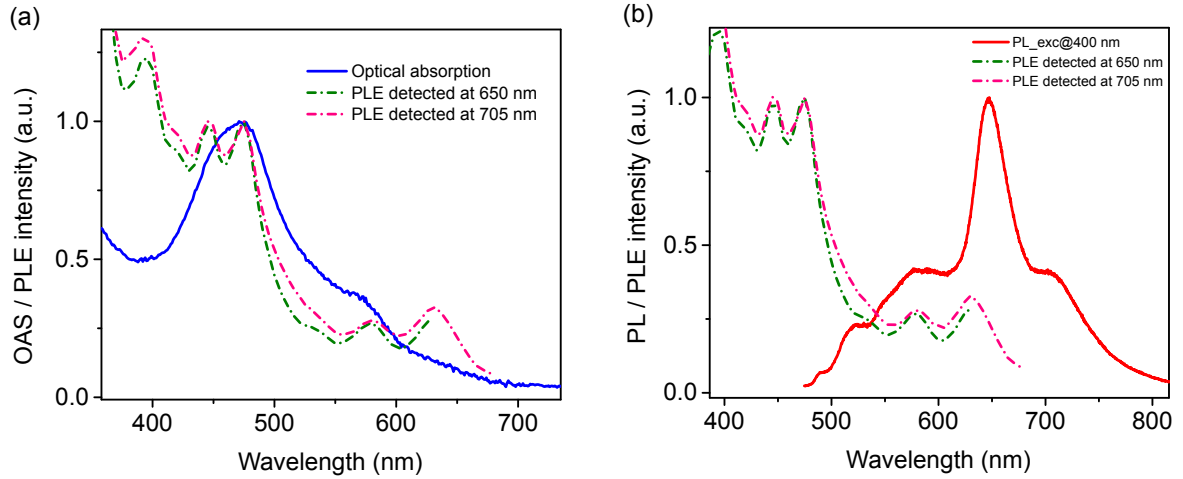 (a)
OAS / PLE intensity (a.u.)
1.0
0.5
0.0
Optical absorption
PLE detected at 650 nm
PLE detected at 705 nm
400
500
600
700
Wavelength (nm)
(b)
PL / PLE intensity (a.u.)
1.0
0.5
0.0
PL_exc@400 nm
PLE detected at 650 nm
PLE detected at 705 nm
400
500
600
700
800
Wavelength (nm)